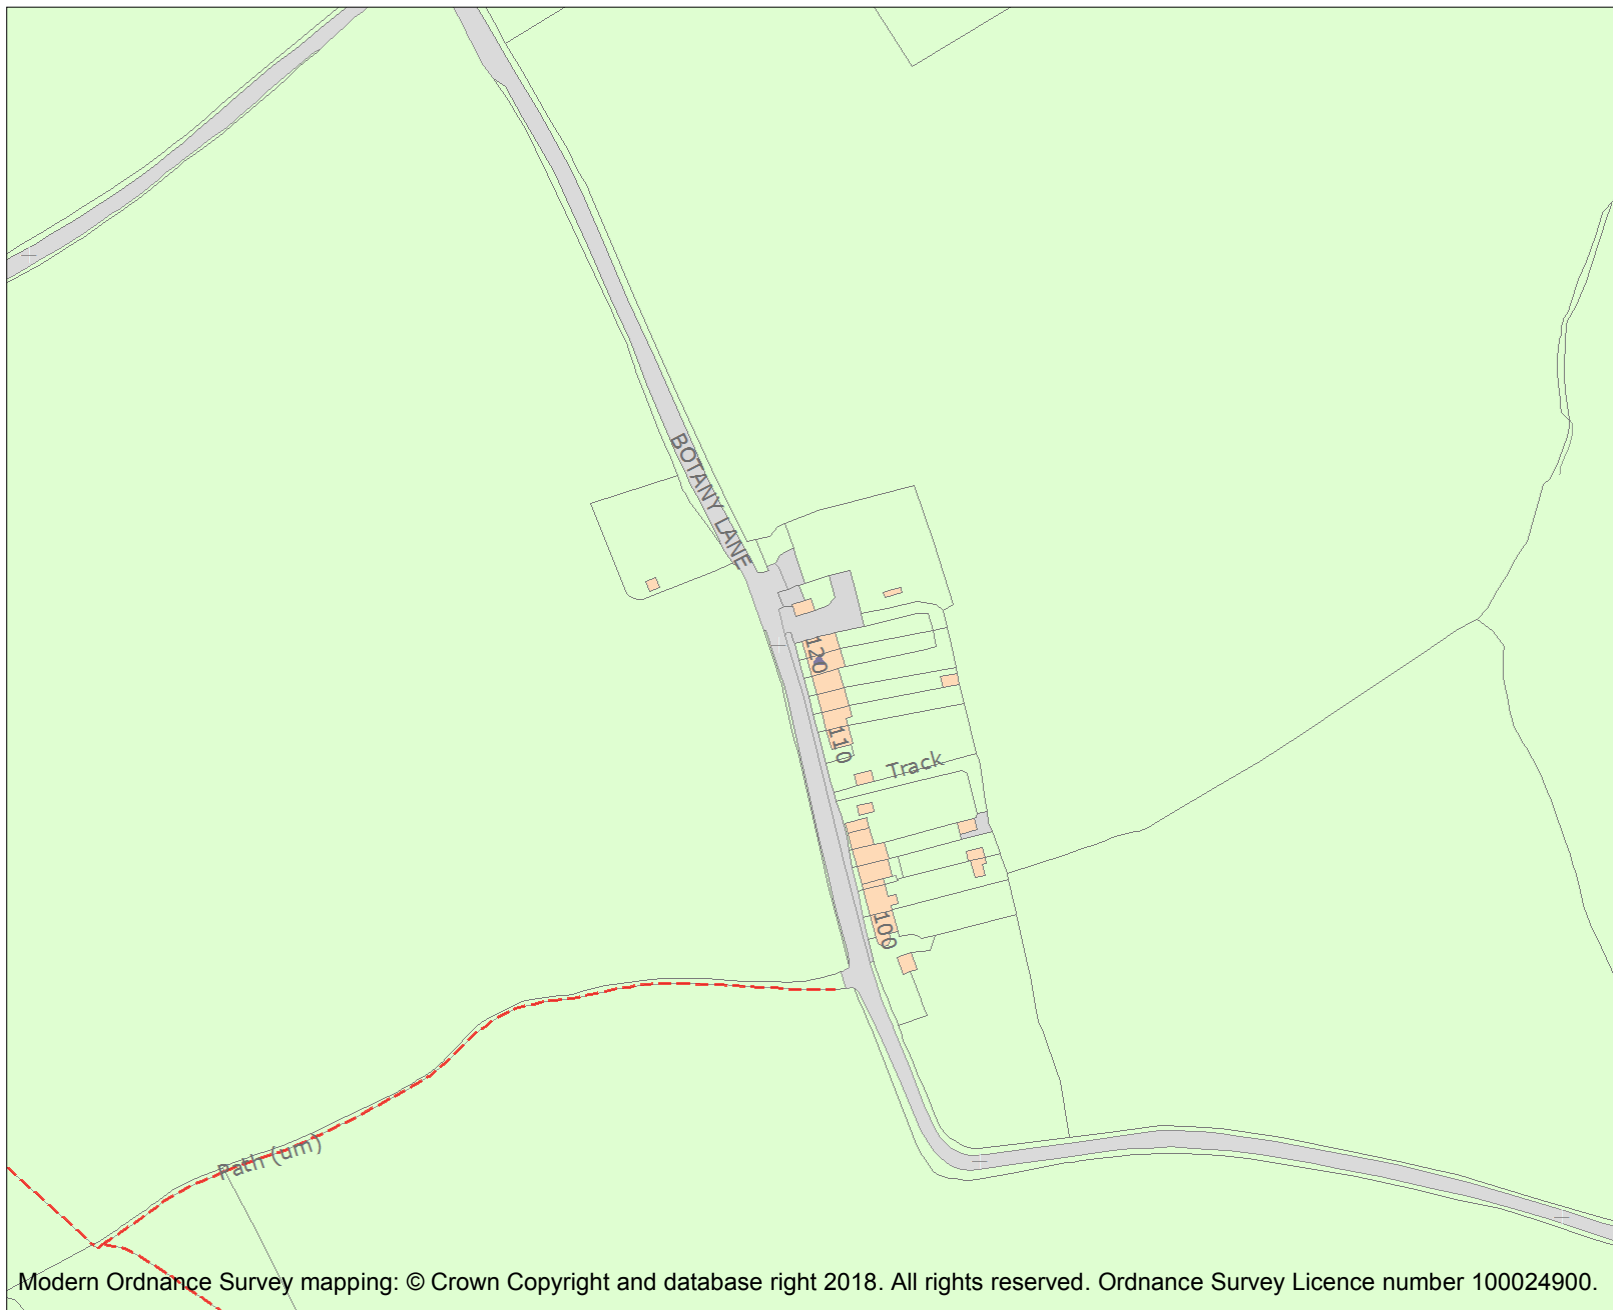 BOTANY LANE
120
110
Track
100
Path (um)
Modern Ordnance Survey mapping: © Crown Copyright and database right 2018. All rights reserved. Ordnance Survey Licence number 100024900.